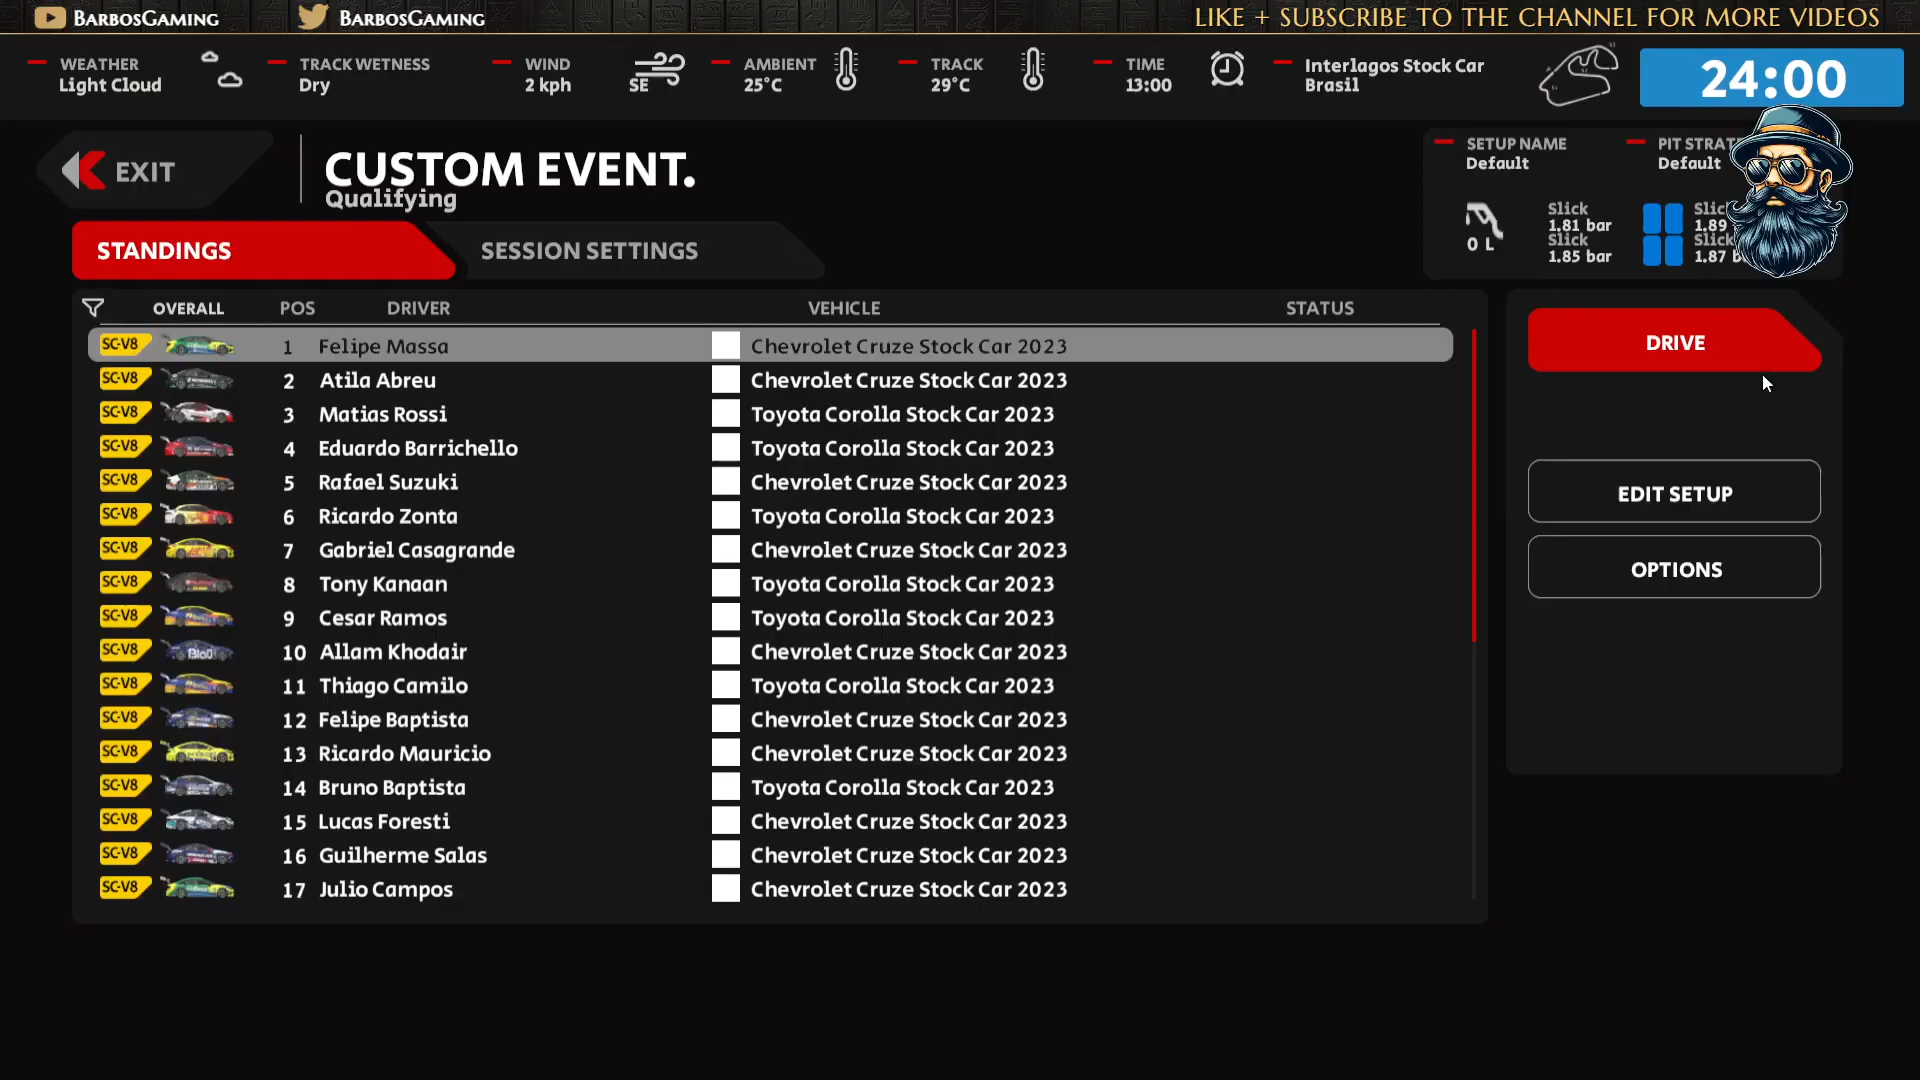 BarbosGaming BarbosGaming LIKE + SUBSCRIBE TO THE CHANNEL FOR MORE VIDEOS
WEATHER
Light Cloud
TRACK WETNESS
Dry
WIND
2 kph
SE
AMBIENT
25°C
TRACK
29°C
TIME
13:00
Interlagos Stock Car
Brasil
24:00
EXIT
CUSTOM EVENT.
Qualifying
SETUP NAME
Default
PIT STRAT
Default
0 L
Slick
1.81 bar
Slick
1.85 bar
Slic
1.89
Slick
1.87 b
STANDINGS SESSION SETTINGS
OVERALL POS DRIVER VEHICLE STATUS
SC-V8 1 Felipe Massa Chevrolet Cruze Stock Car 2023
SC-V8 2 Atila Abreu Chevrolet Cruze Stock Car 2023
SC-V8 3 Matias Rossi Toyota Corolla Stock Car 2023
SC-V8 4 Eduardo Barrichello Toyota Corolla Stock Car 2023
SC-V8 5 Rafael Suzuki Chevrolet Cruze Stock Car 2023
SC-V8 6 Ricardo Zonta Toyota Corolla Stock Car 2023
SC-V8 7 Gabriel Casagrande Chevrolet Cruze Stock Car 2023
SC-V8 8 Tony Kanaan Toyota Corolla Stock Car 2023
SC-V8 9 Cesar Ramos Toyota Corolla Stock Car 2023
SC-V8 10 Allam Khodair Chevrolet Cruze Stock Car 2023
SC-V8 11 Thiago Camilo Toyota Corolla Stock Car 2023
SC-V8 12 Felipe Baptista Chevrolet Cruze Stock Car 2023
SC-V8 13 Ricardo Mauricio Chevrolet Cruze Stock Car 2023
SC-V8 14 Bruno Baptista Toyota Corolla Stock Car 2023
SC-V8 15 Lucas Foresti Chevrolet Cruze Stock Car 2023
SC-V8 16 Guilherme Salas Chevrolet Cruze Stock Car 2023
SC-V8 17 Julio Campos Chevrolet Cruze Stock Car 2023
DRIVE
EDIT SETUP
OPTIONS